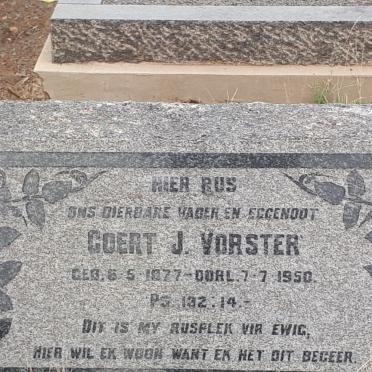 HIER RUS
ONS DIERBARE VADER EN EGGENOOT
GOERT J. VORSTER
GEB. 6·5·1877 - OORL. 7·7·1950.
PS. 132:14.-
DIT IS MY RUSPLEK VIR EWIG,
HIER WIL EK WOON WANT EK HET DIT BEGEER.